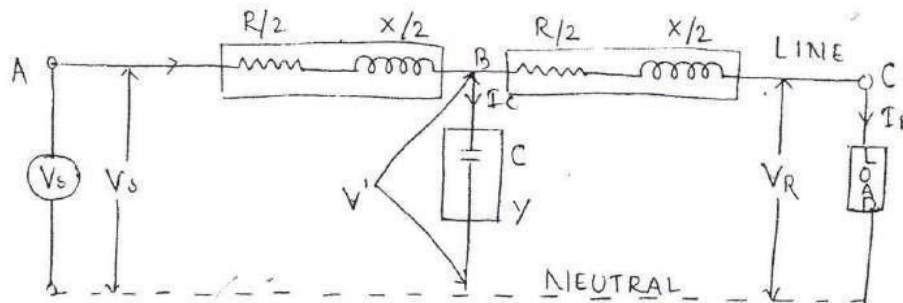 R/2 X/2 R/2 X/2
LINE
A B C
Ic
C
Y
Vs Vs V' VR LOAD
NEUTRAL